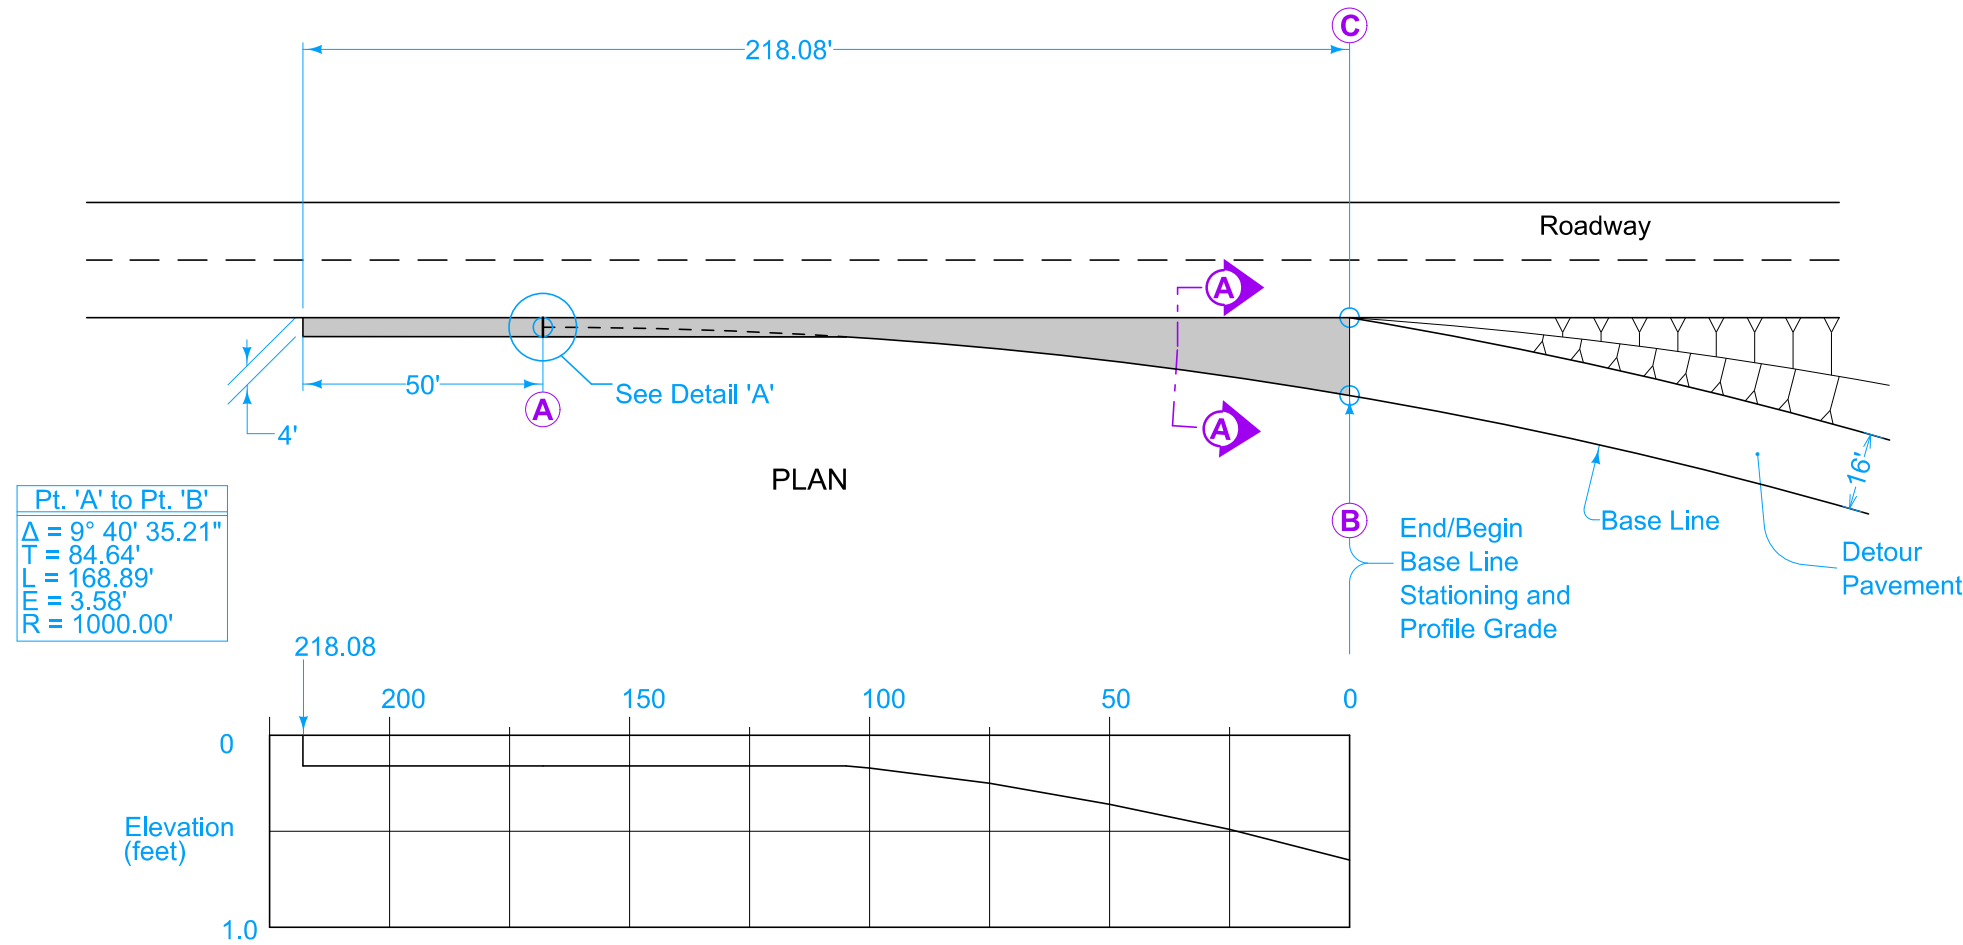 C
218.08'
Roadway
A
50'
See Detail 'A'
A
A
4'
16'
PLAN
Pt. 'A' to Pt. 'B'
Δ = 9° 40' 35.21"
T = 84.64'
L = 168.89'
E = 3.58'
R = 1000.00'
B
End/Begin
Base Line
Stationing and
Profile Grade
Base Line
Detour
Pavement
218.08
200 150 100 50 0
0
Elevation
(feet)
1.0